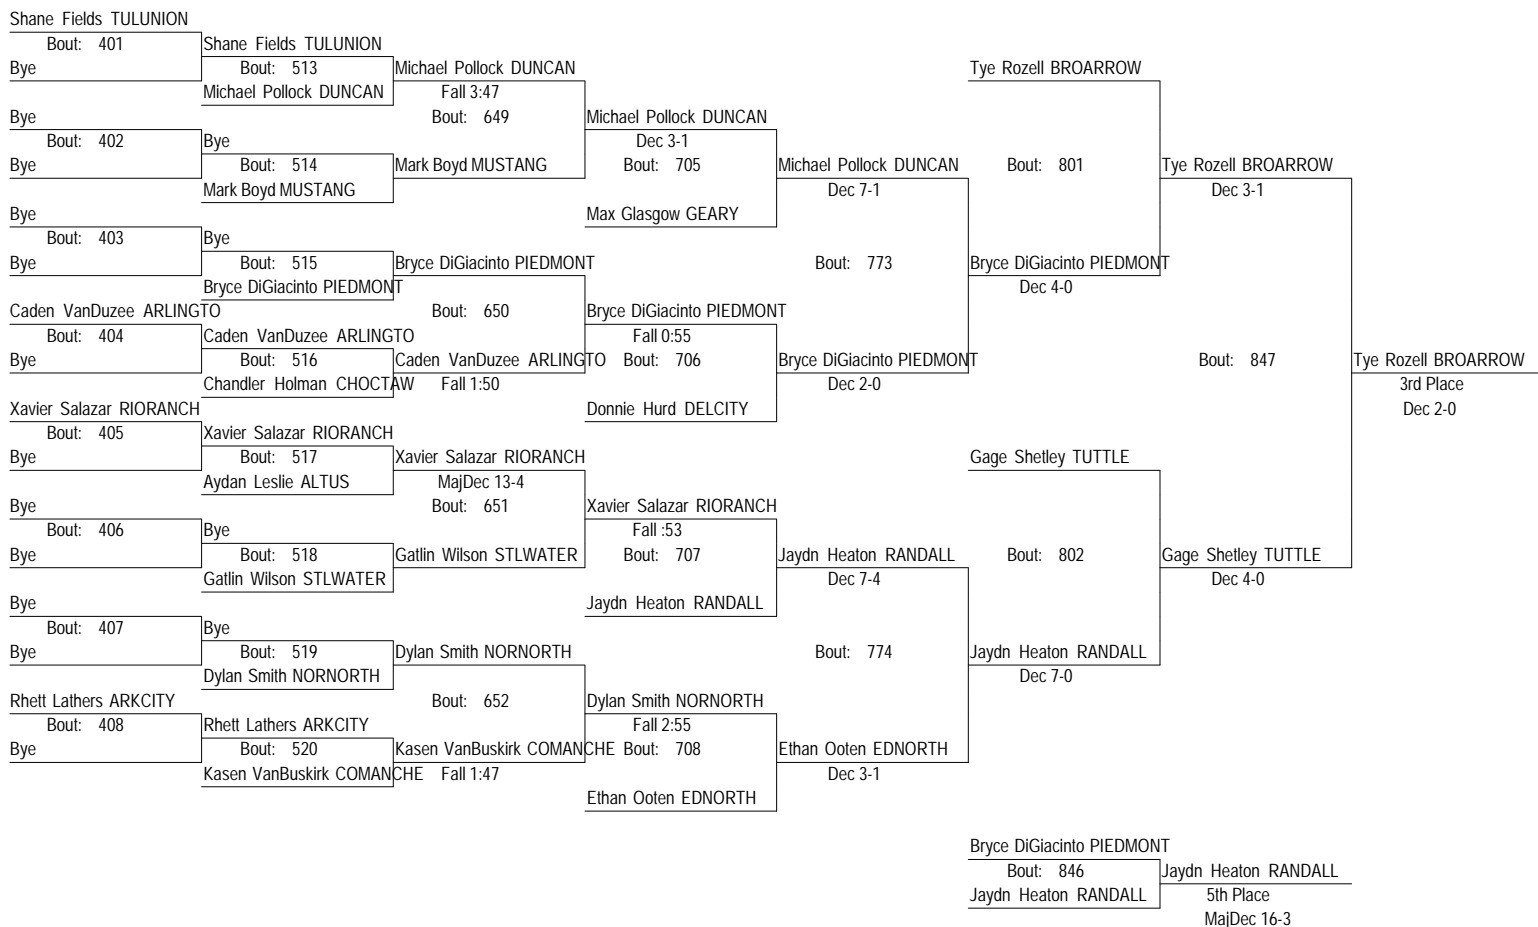 Shane Fields TULUNION
Bout: 401
Shane Fields TULUNION
Bye
Bout: 513
Michael Pollock DUNCAN
Tye Rozell BROARROW
Michael Pollock DUNCAN
Fall 3:47
Bye
Bout: 649
Michael Pollock DUNCAN
Bout: 402
Bye
Dec 3-1
Bye
Bout: 514
Mark Boyd MUSTANG
Bout: 705
Michael Pollock DUNCAN
Bout: 801
Tye Rozell BROARROW
Mark Boyd MUSTANG
Dec 7-1
Dec 3-1
Bye
Max Glasgow GEARY
Bout: 403
Bye
Bye
Bout: 515
Bryce DiGiacinto PIEDMONT
Bout: 773
Bryce DiGiacinto PIEDMONT
Bryce DiGiacinto PIEDMONT
Dec 4-0
Caden VanDuzee ARLINGTO
Bout: 650
Bryce DiGiacinto PIEDMONT
Bout: 404
Caden VanDuzee ARLINGTO
Fall 0:55
Bye
Bout: 516
Caden VanDuzee ARLINGTO
Bout: 706
Bryce DiGiacinto PIEDMONT
Bout: 847
Tye Rozell BROARROW
Chandler Holman CHOCTAW
Fall 1:50
Dec 2-0
3rd Place
Xavier Salazar RIORANCH
Donnie Hurd DELCITY
Dec 2-0
Bout: 405
Xavier Salazar RIORANCH
Bye
Bout: 517
Xavier Salazar RIORANCH
Gage Shetley TUTTLE
Aydan Leslie ALTUS
MajDec 13-4
Bye
Bout: 651
Xavier Salazar RIORANCH
Bout: 406
Bye
Fall :53
Bye
Bout: 518
Gatlin Wilson STLWATER
Bout: 707
Jaydn Heaton RANDALL
Bout: 802
Gage Shetley TUTTLE
Gatlin Wilson STLWATER
Dec 7-4
Dec 4-0
Bye
Jaydn Heaton RANDALL
Bout: 407
Bye
Bye
Bout: 519
Dylan Smith NORNORTH
Bout: 774
Jaydn Heaton RANDALL
Dylan Smith NORNORTH
Dec 7-0
Rhett Lathers ARKCITY
Bout: 652
Dylan Smith NORNORTH
Bout: 408
Rhett Lathers ARKCITY
Fall 2:55
Bye
Bout: 520
Kasen VanBuskirk COMANCHE
Bout: 708
Ethan Ooten EDNORTH
Kasen VanBuskirk COMANCHE
Fall 1:47
Dec 3-1
Ethan Ooten EDNORTH
Bryce DiGiacinto PIEDMONT
Bout: 846
Jaydn Heaton RANDALL
Jaydn Heaton RANDALL
5th Place
MajDec 16-3